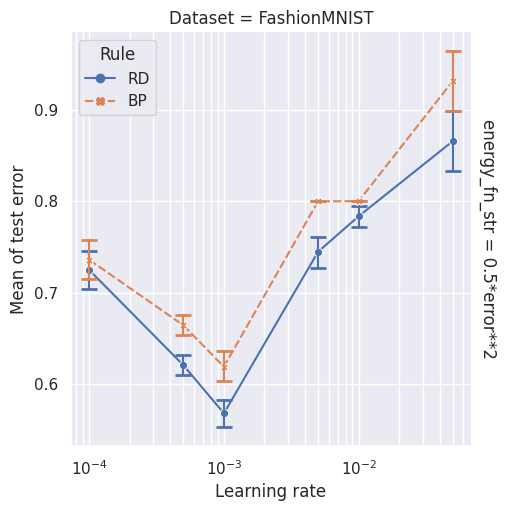 Dataset = FashionMNIST
Rule
RD
BP
0.9
0.8
0.7
0.6
Mean of test error
energy_fn_str = 0.5*error**2
10⁻⁴
10⁻³
10⁻²
Learning rate